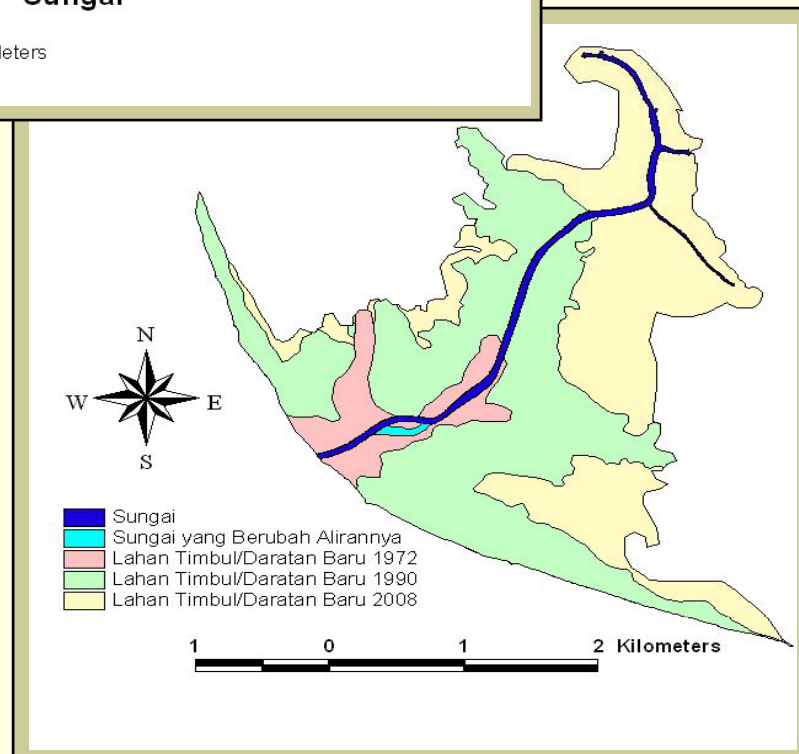 Sungai
N
W E
S
Sungai
Sungai yang Berubah Alirannya
Lahan Timbul/Daratan Baru 1972
Lahan Timbul/Daratan Baru 1990
Lahan Timbul/Daratan Baru 2008
1 0 1 2 Kilometers